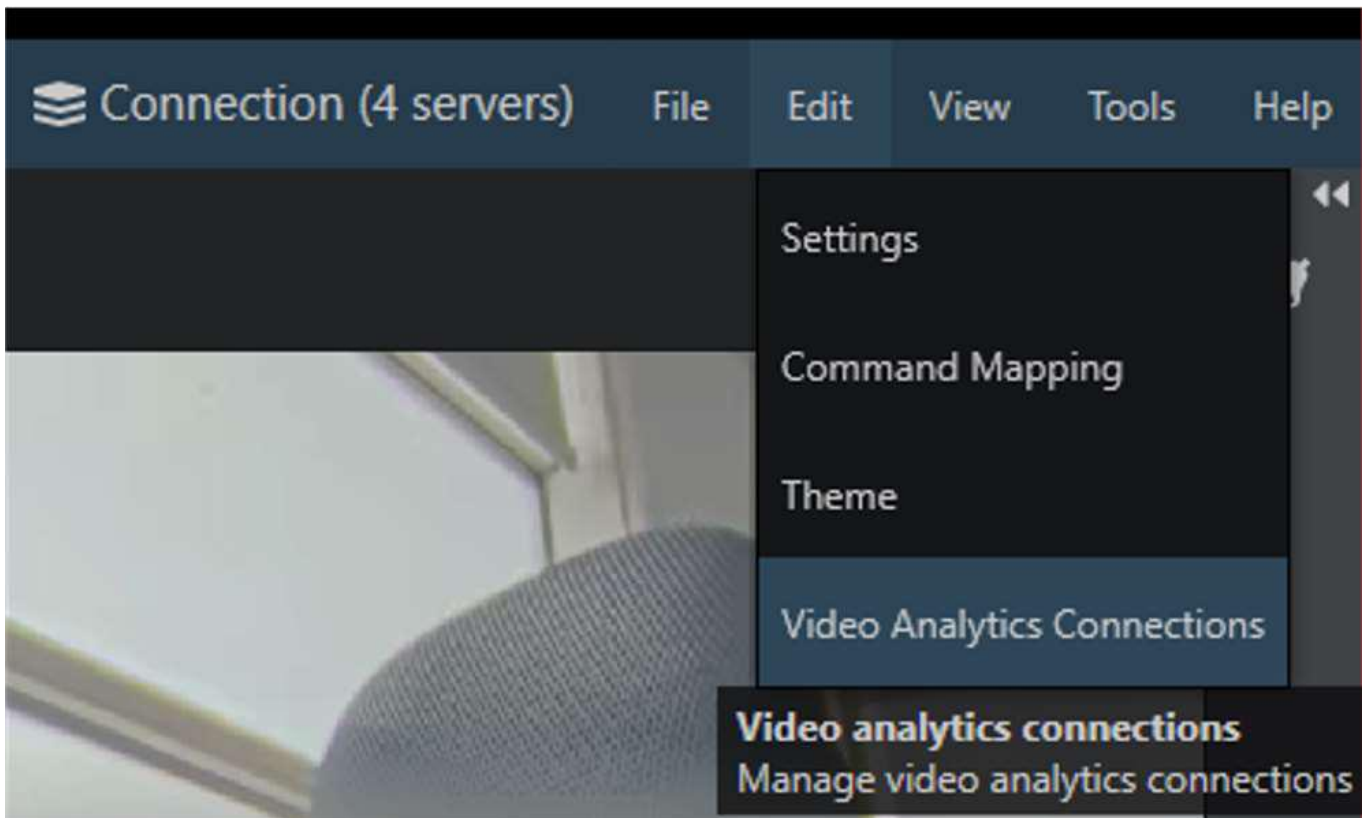 Connection (4 servers) File Edit View Tools Help
Settings
Command Mapping
Theme
Video Analytics Connections
Video analytics connections
Manage video analytics connections